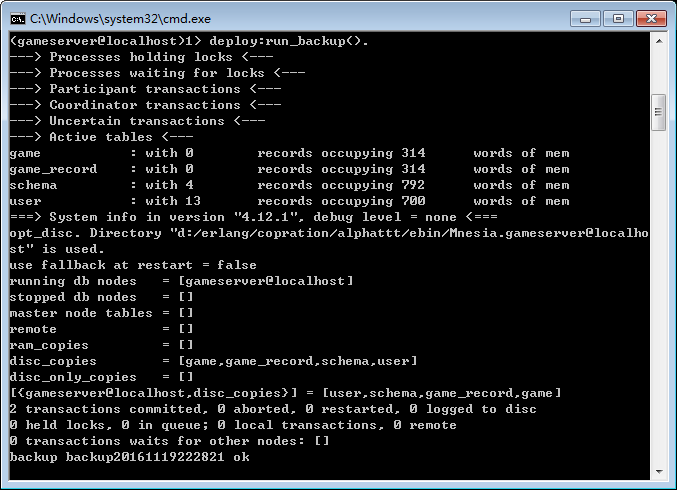 C:\Windows\system32\cmd.exe
(gameserver@localhost)1> deploy:run_backup().
---> Processes holding locks <---
---> Processes waiting for locks <---
---> Participant transactions <---
---> Coordinator transactions <---
---> Uncertain transactions <---
---> Active tables <---
game           : with 0        records occupying 314      words of mem
game_record    : with 0        records occupying 314      words of mem
schema         : with 4        records occupying 792      words of mem
user           : with 13       records occupying 700      words of mem
===> System info in version "4.12.1", debug level = none <===
opt_disc. Directory "d:/erlang/copration/alphattt/ebin/Mnesia.gameserver@localho
st" is used.
use fallback at restart = false
running db nodes   = [gameserver@localhost]
stopped db nodes   = []
master node tables = []
remote             = []
ram_copies         = []
disc_copies        = [game,game_record,schema,user]
disc_only_copies   = []
[{gameserver@localhost,disc_copies}] = [user,schema,game_record,game]
2 transactions committed, 0 aborted, 0 restarted, 0 logged to disc
0 held locks, 0 in queue; 0 local transactions, 0 remote
0 transactions waits for other nodes: []
backup backup20161119222821 ok